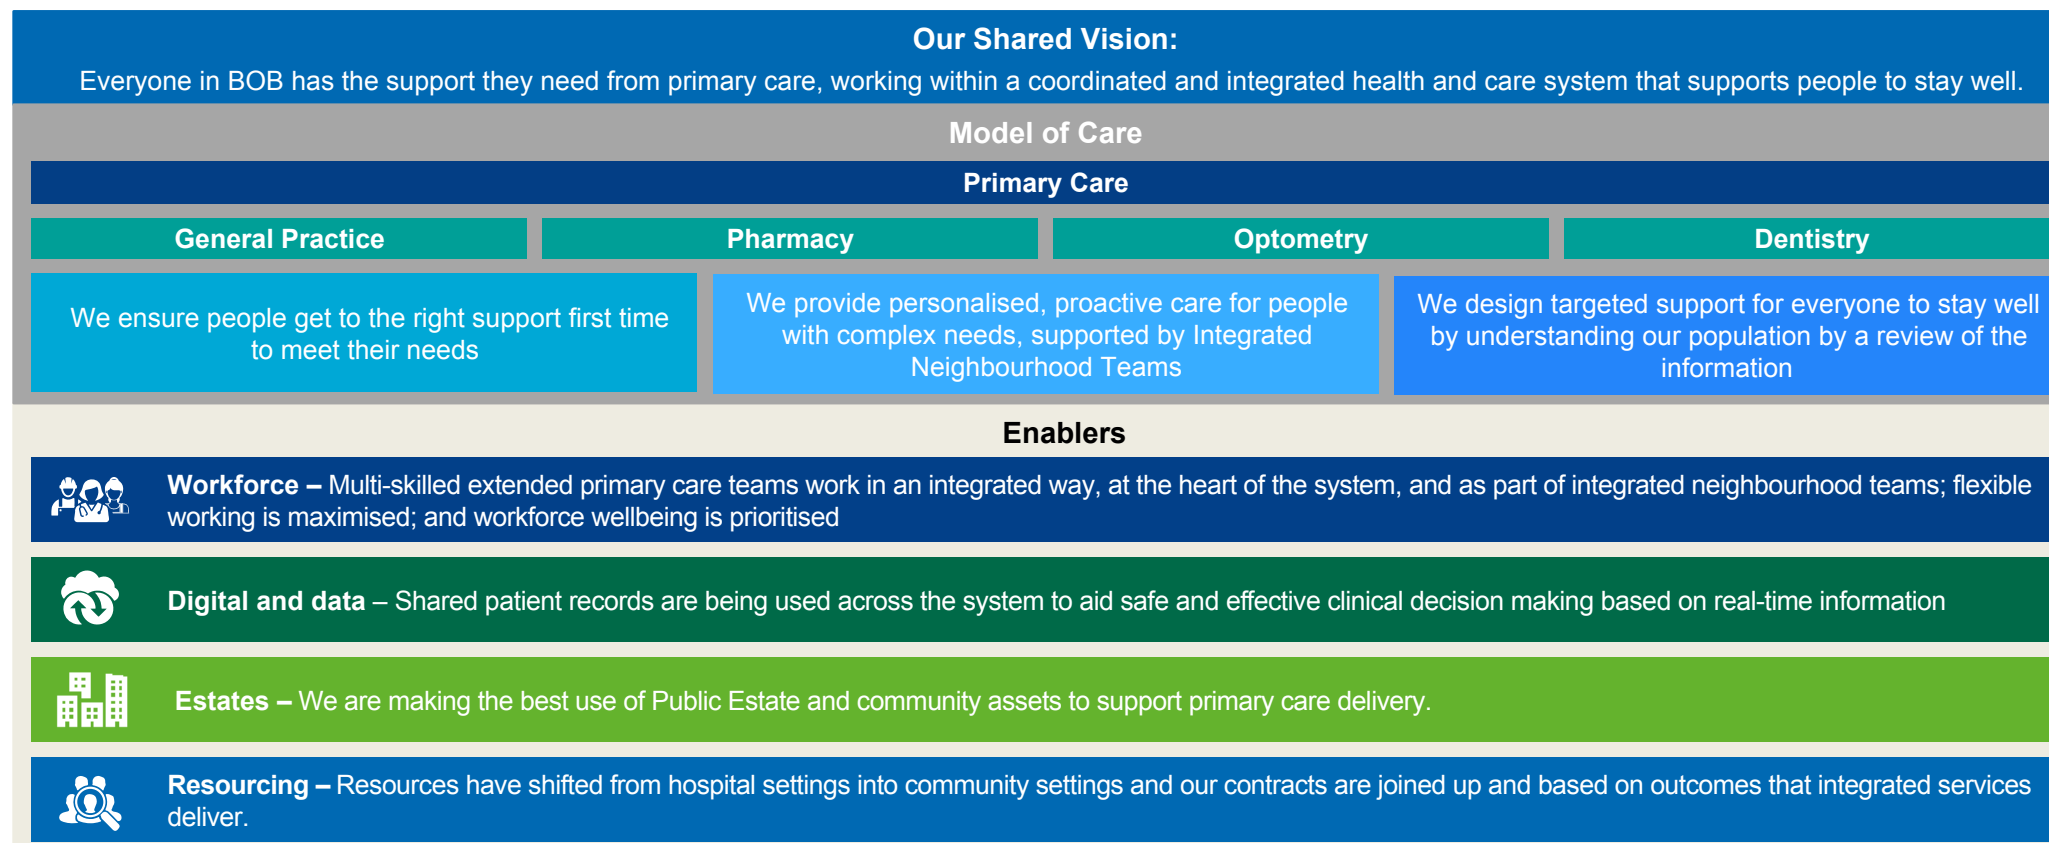 Our Shared Vision:
Everyone in BOB has the support they need from primary care, working within a coordinated and integrated health and care system that supports people to stay well.
Model of Care
Primary Care
General Practice
Pharmacy
Optometry
Dentistry
We ensure people get to the right support first time
to meet their needs
We provide personalised, proactive care for people
with complex needs, supported by Integrated
Neighbourhood Teams
We design targeted support for everyone to stay well
by understanding our population by a review of the
information
Enablers
Workforce – Multi-skilled extended primary care teams work in an integrated way, at the heart of the system, and as part of integrated neighbourhood teams; flexible
working is maximised; and workforce wellbeing is prioritised
Digital and data – Shared patient records are being used across the system to aid safe and effective clinical decision making based on real-time information
Estates – We are making the best use of Public Estate and community assets to support primary care delivery.
Resourcing – Resources have shifted from hospital settings into community settings and our contracts are joined up and based on outcomes that integrated services
deliver.